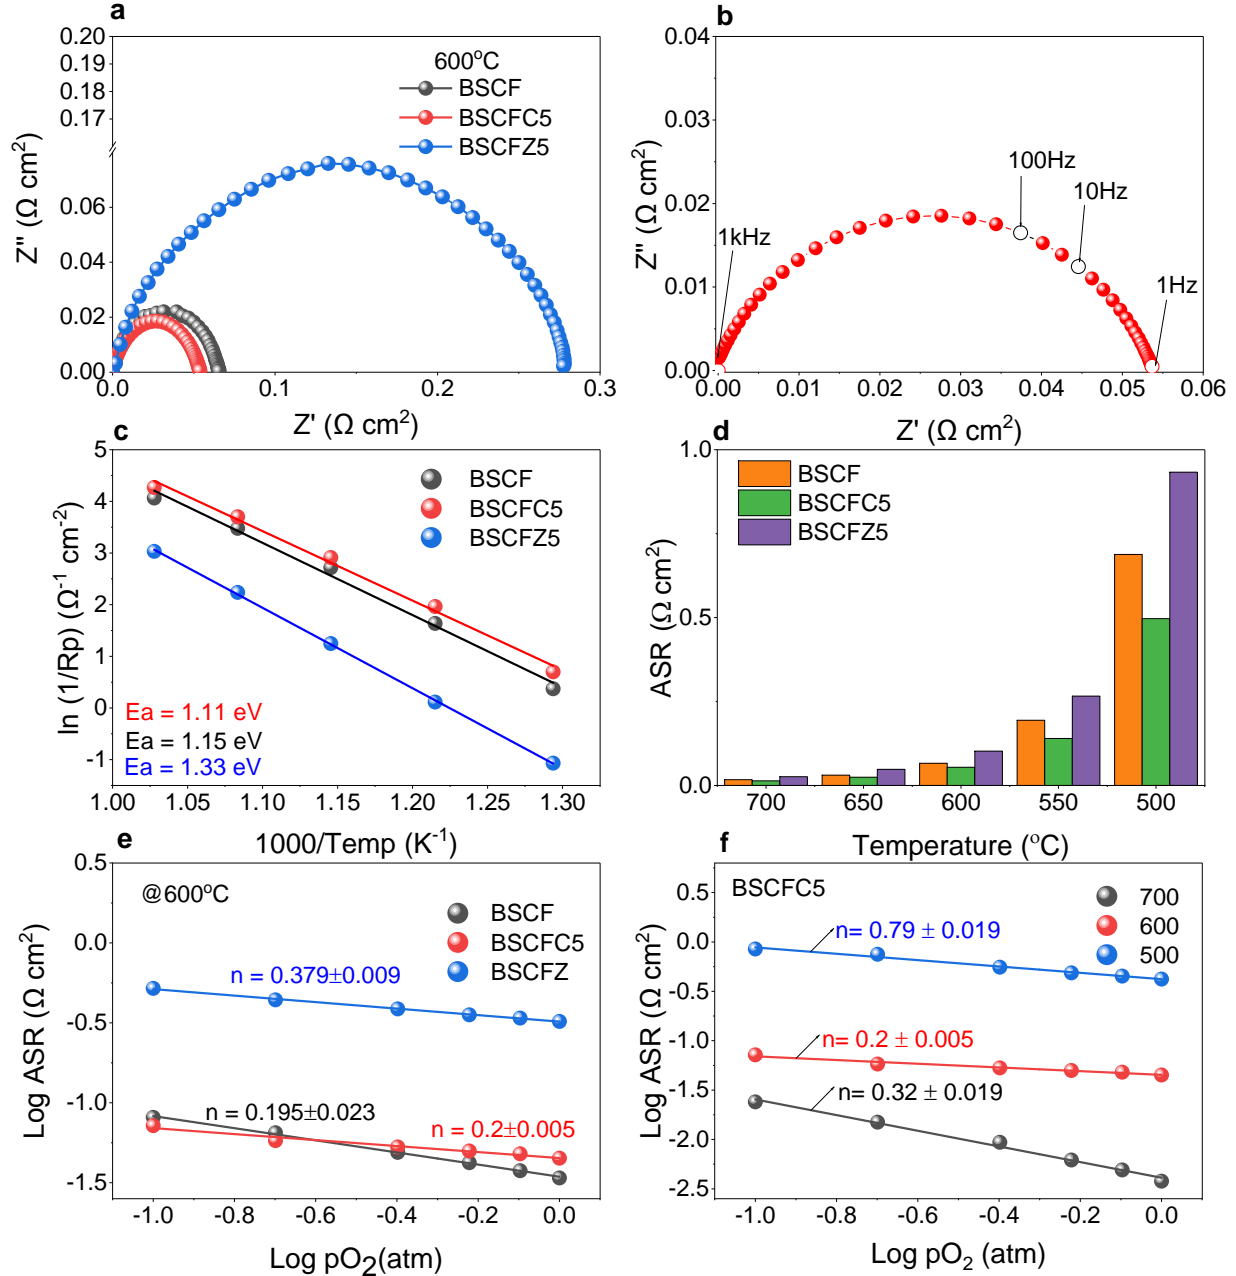 a
0.20
0.19
0.18
0.17
0.06
0.04
0.02
0.00
Z'' (Ω cm²)
600°C
BSCF
BSCFC5
BSCFZ5
0.0
0.1
0.2
0.3
Z' (Ω cm²)
b
0.04
0.03
0.02
0.01
0.00
Z'' (Ω cm²)
1kHz
100Hz
10Hz
1Hz
0.00
0.01
0.02
0.03
0.04
0.05
0.06
Z' (Ω cm²)
c
5
4
3
2
1
0
-1
ln (1/Rp) (Ω⁻¹ cm⁻²)
BSCF
BSCFC5
BSCFZ5
Ea = 1.11 eV
Ea = 1.15 eV
Ea = 1.33 eV
1.00
1.05
1.10
1.15
1.20
1.25
1.30
1000/Temp (K⁻¹)
d
1.0
0.5
0.0
ASR (Ω cm²)
BSCF
BSCFC5
BSCFZ5
700
650
600
550
500
Temperature (°C)
e
0.5
0.0
-0.5
-1.0
-1.5
Log ASR (Ω cm²)
@600°C
BSCF
BSCFC5
BSCFZ
n = 0.379±0.009
n = 0.195±0.023
n = 0.2±0.005
-1.0
-0.8
-0.6
-0.4
-0.2
0.0
Log pO₂(atm)
f
0.5
0.0
-0.5
-1.0
-1.5
-2.0
-2.5
Log ASR (Ω cm²)
BSCFC5
700
600
500
n= 0.79 ± 0.019
n= 0.2 ± 0.005
n= 0.32 ± 0.019
-1.0
-0.8
-0.6
-0.4
-0.2
0.0
Log pO₂ (atm)